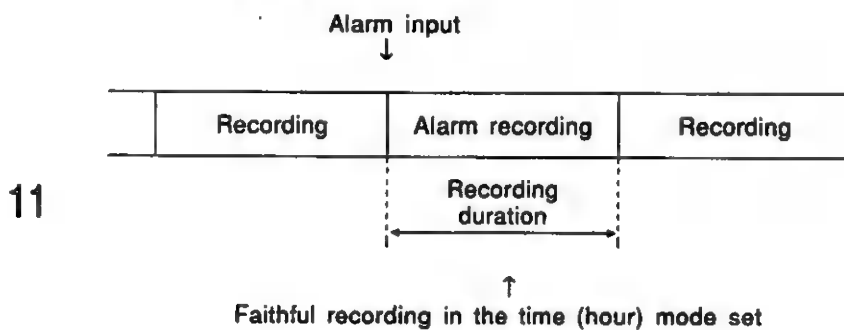 Alarm input
↓
Recording Alarm recording Recording
11
Recording
duration
↑
Faithful recording in the time (hour) mode set